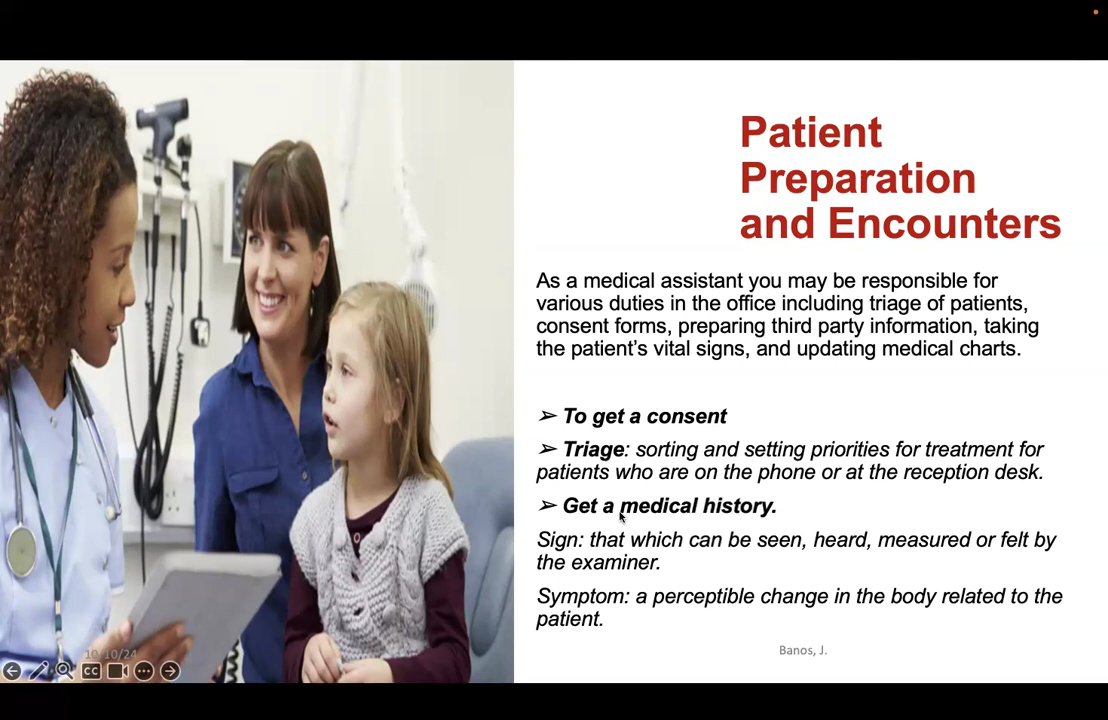 Patient
Preparation
and Encounters
As a medical assistant you may be responsible for
various duties in the office including triage of patients,
consent forms, preparing third party information, taking
the patient’s vital signs, and updating medical charts.
➢ To get a consent
➢ Triage: sorting and setting priorities for treatment for
patients who are on the phone or at the reception desk.
➢ Get a medical history.
Sign: that which can be seen, heard, measured or felt by
the examiner.
Symptom: a perceptible change in the body related to the
patient.
Banos, J.
10/10/24
CC